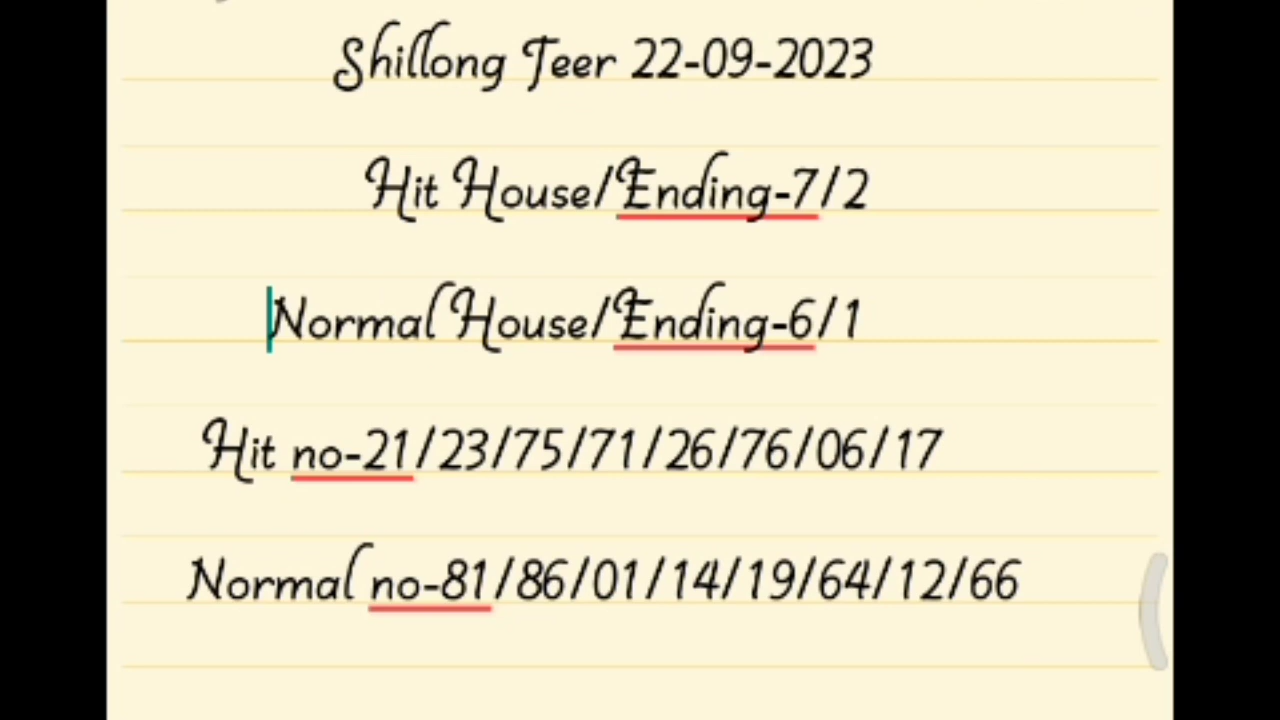 Shillong Teer 22-09-2023
Hit House/Ending-7/2
Normal House/Ending-6/1
Hit no-21/23/75/71/26/76/06/17
Normal no-81/86/01/14/19/64/12/66